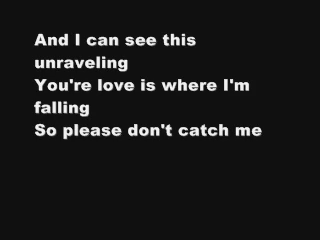 And I can see this
unraveling
You're love is where I'm
falling
So please don't catch me